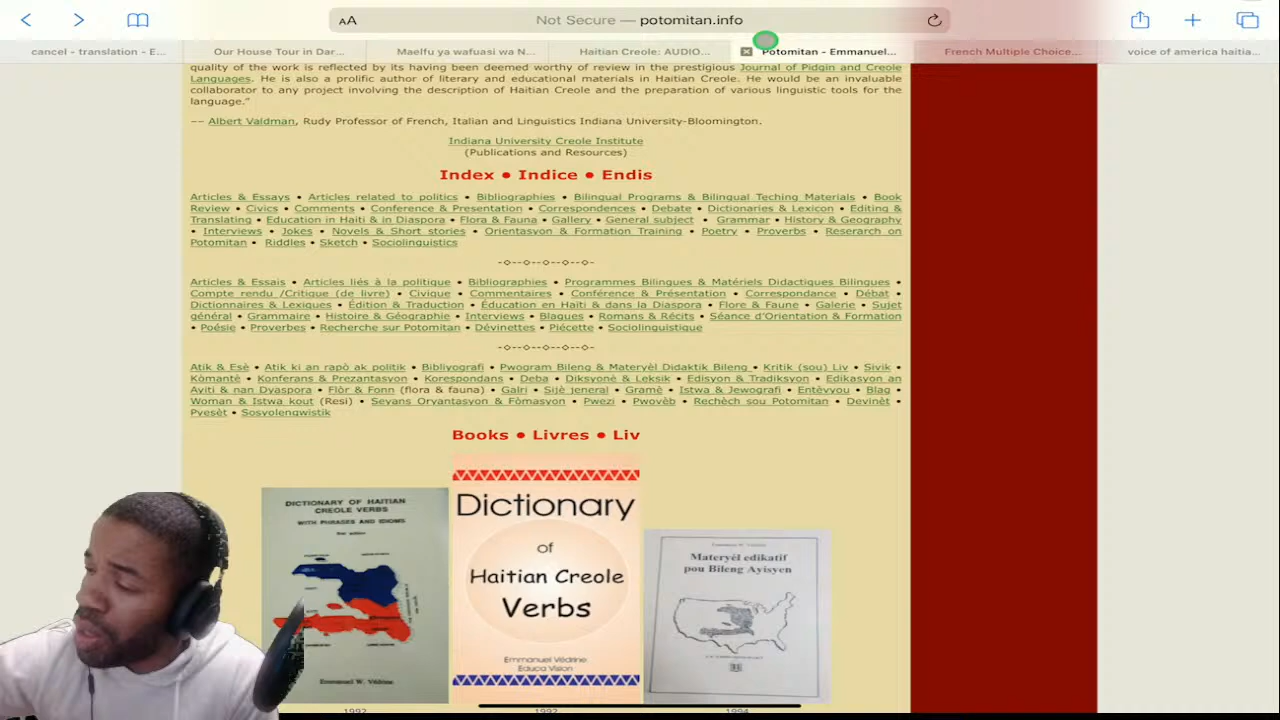 AA
Not Secure — potomitan.info
cancel - translation - E...
Our House Tour in Dar...
Maelfu ya wafuasi wa N...
Haitian Creole: AUDIO...
Potomitan - Emmanuel...
French Multiple Choice...
voice of america haitia...
quality of the work is reflected by its having been deemed worthy of review in the prestigious Journal of Pidgin and Creole
Languages. He is also a prolific author of literary and educational materials in Haitian Creole. He would be an invaluable
collaborator to any project involving the description of Haitian Creole and the preparation of various linguistic tools for the
language."
–– Albert Valdman, Rudy Professor of French, Italian and Linguistics Indiana University-Bloomington.
Indiana University Creole Institute
(Publications and Resources)
Index • Indice • Endis
Articles & Essays • Articles related to politics • Bibliographies • Bilingual Programs & Bilingual Teching Materials • Book
Review • Civics • Comments • Conference & Presentation • Correspondences • Debate • Dictionaries & Lexicon • Editing &
Translating • Education in Haiti & in Diaspora • Flora & Fauna • Gallery • General subject • Grammar • History & Geography
• Interviews • Jokes • Novels & Short stories • Orientasyon & Formation Training • Poetry • Proverbs • Reserarch on
Potomitan • Riddles • Sketch • Sociolinguistics
-◇--◇--◇--◇--◇-
Articles & Essais • Articles liés à la politique • Bibliographies • Programmes Bilingues & Matériels Didactiques Bilingues •
Compte rendu /Critique (de livre) • Civique • Commentaires • Conférence & Présentation • Correspondance • Débat •
Dictionnaires & Lexiques • Édition & Traduction • Éducation en Haïti & dans la Diaspora • Flore & Faune • Galerie • Sujet
général • Grammaire • Histoire & Géographie • Interviews • Blagues • Romans & Récits • Séance d'Orientation & Formation
• Poésie • Proverbes • Recherche sur Potomitan • Dévinettes • Piécette • Sociolinguistique
-◇--◇--◇--◇--◇-
Atik & Esè • Atik ki an rapò ak politik • Bibliyografi • Pwogram Bileng & Materyèl Didaktik Bileng • Kritik (sou) Liv • Sivik •
Kòmantè • Konferans & Prezantasyon • Korespondans • Deba • Diksyonè & Leksik • Edisyon & Tradiksyon • Edikasyon an
Ayiti & nan Dyaspora • Flòr & Fonn (flora & fauna) • Galri • Sijè jeneral • Gramè • Istwa & Jewografi • Entèvyou • Blag •
Woman & Istwa kout (Resi) • Seyans Oryantasyon & Fòmasyon • Pwezi • Pwovèb • Rechèch sou Potomitan • Devinèt •
Pyesèt • Sosyolengwistik
Books • Livres • Liv
DICTIONARY OF HAITIAN
CREOLE VERBS
WITH PHRASES AND IDIOMS
Emmanuel W. Védrine
Dictionary
of
Haitian Creole
Verbs
Emmanuel Védrine
Educa Vision
Emmanuel W. Védrine
Materyèl edikatif
pou Bileng Ayisyen
1992
1992
1994